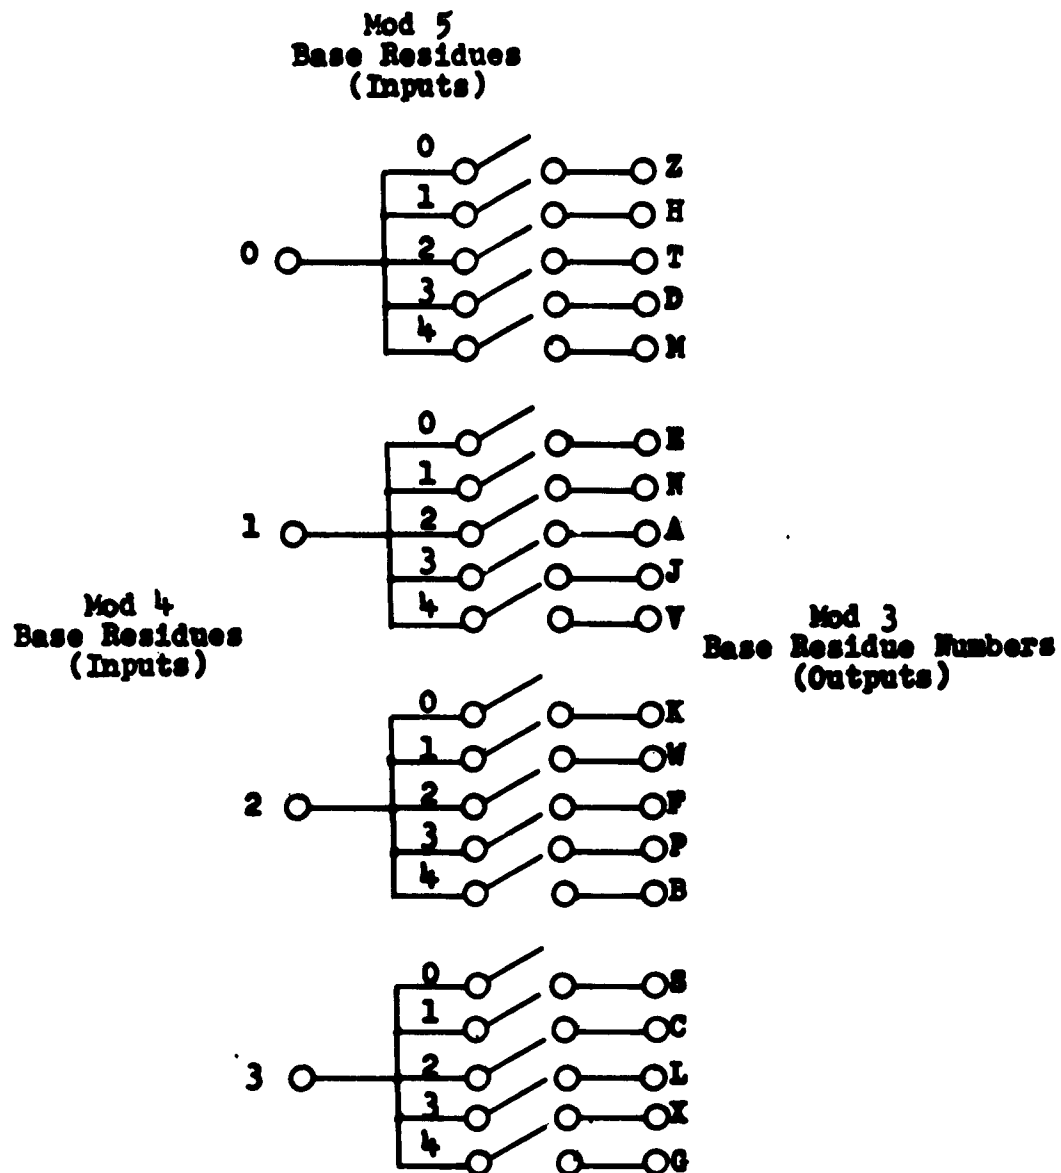 Mod 5
Base Residues
(Inputs)
0
Z
1
H
0
2
T
3
D
4
M
0
E
1
N
1
2
A
3
J
4
V
Mod 4
Base Residues
(Inputs)
Mod 3
Base Residue Numbers
(Outputs)
0
K
1
W
2
2
F
3
P
4
B
0
S
1
C
3
2
L
3
X
4
G